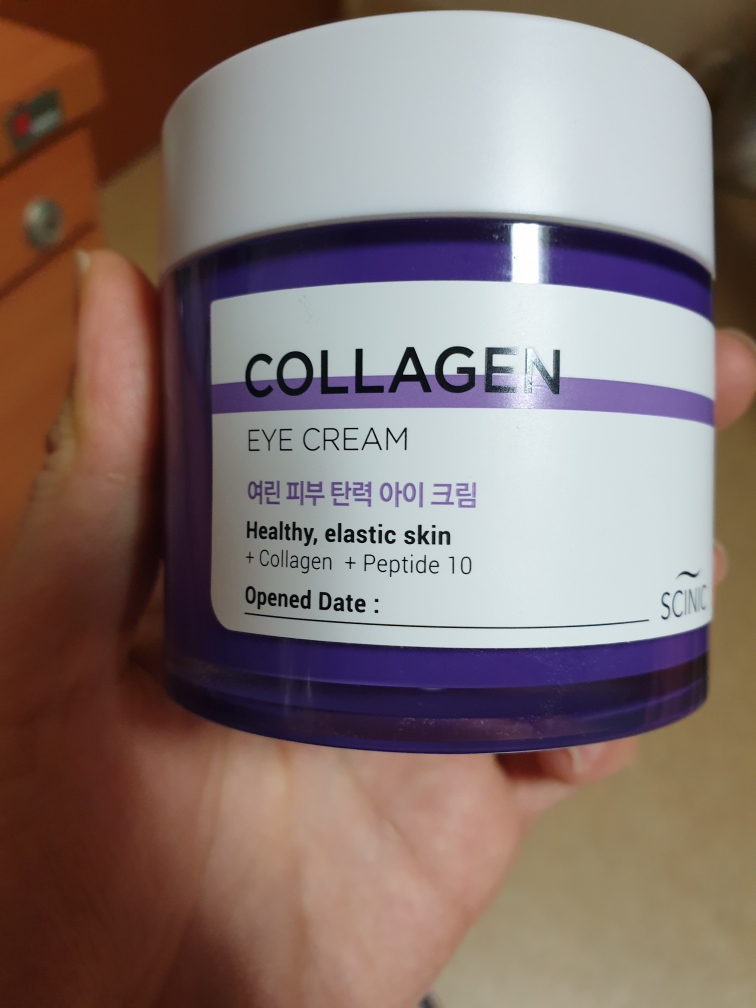 COLLAGEN
EYE CREAM
여린 피부 탄력 아이 크림
Healthy, elastic skin
+ Collagen + Peptide 10
Opened Date :
SCINIC